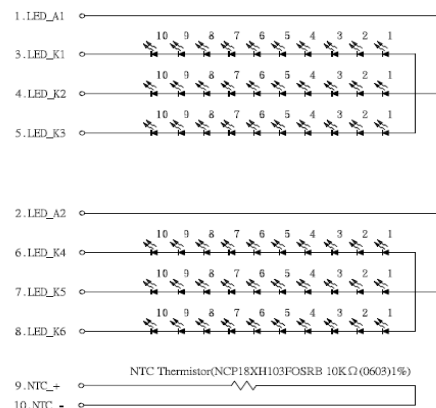 1.LED_A1
10 9 8 7 6 5 4 3 2 1
3.LED_K1
10 9 8 7 6 5 4 3 2 1
4.LED_K2
10 9 8 7 6 5 4 3 2 1
5.LED_K3
2.LED_A2
10 9 8 7 6 5 4 3 2 1
6.LED_K4
10 9 8 7 6 5 4 3 2 1
7.LED_K5
10 9 8 7 6 5 4 3 2 1
8.LED_K6
NTC Thermistor(NCP18XH103FOSRB 10KΩ(0603)1%)
9.NTC_+
10.NTC_-